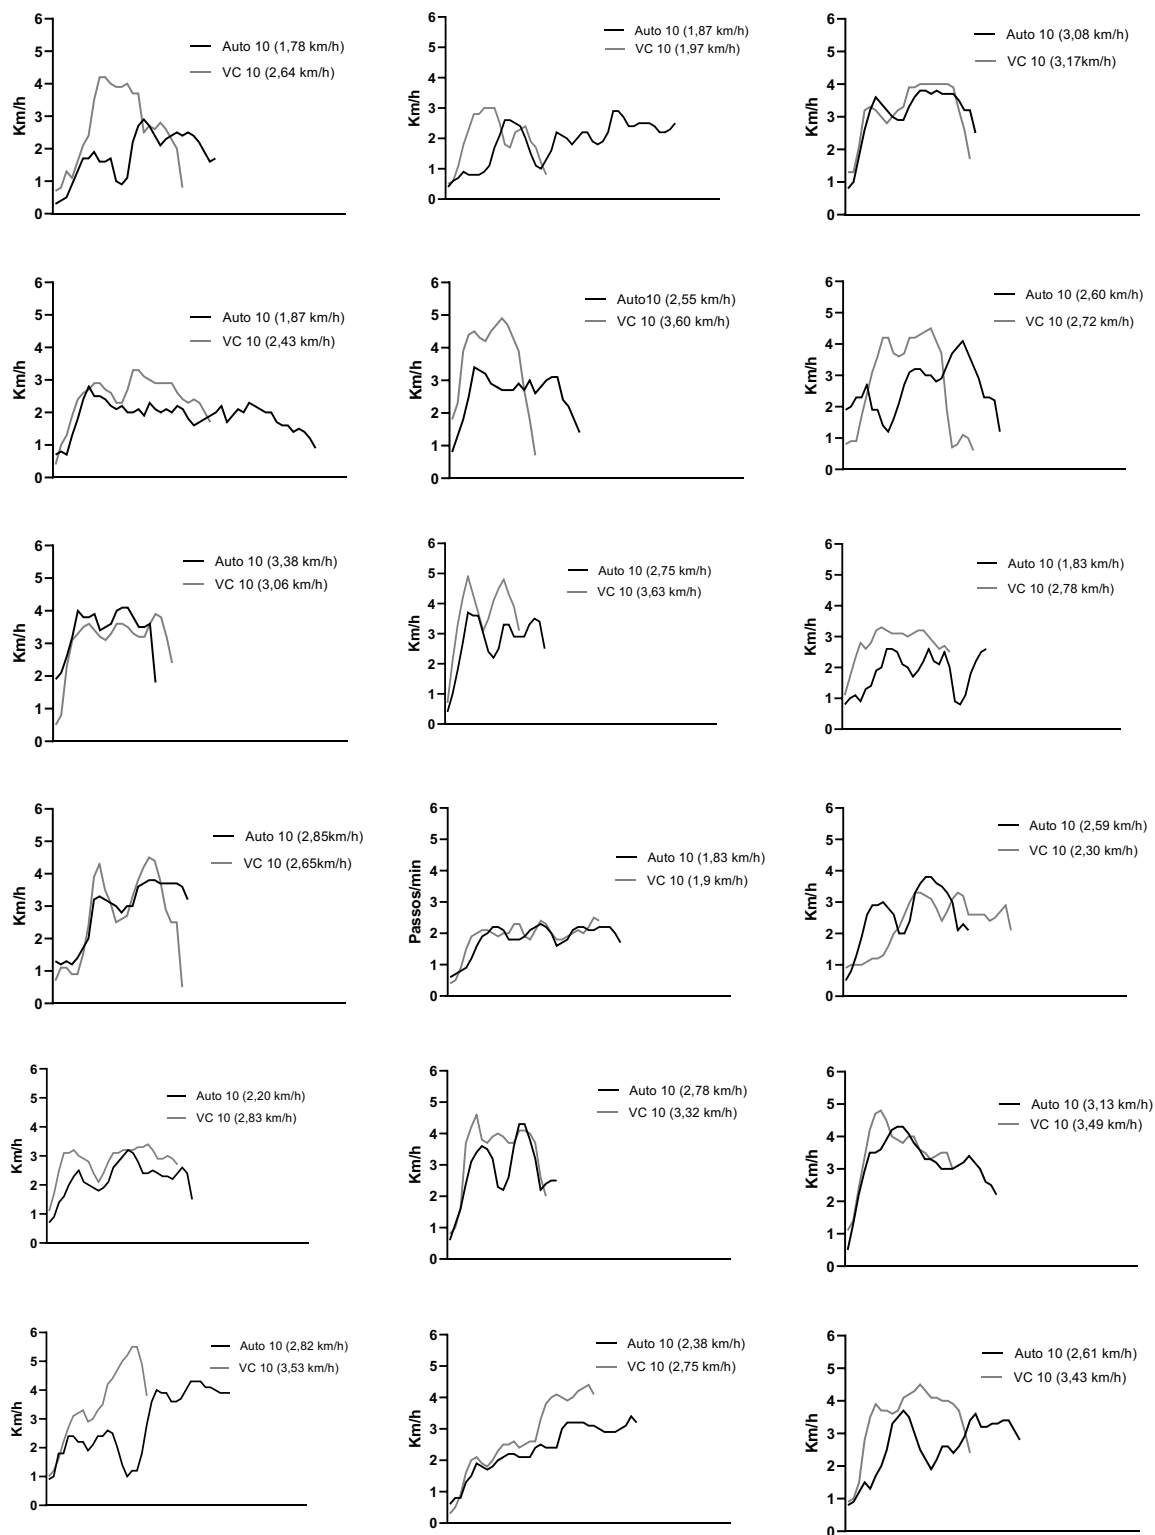 6
5
4
3
2
1
0
Km/h
Auto 10 (1,78 km/h)
VC 10 (2,64 km/h)
6
5
4
3
2
1
0
Km/h
Auto 10 (1,87 km/h)
VC 10 (1,97 km/h)
6
5
4
3
2
1
0
Km/h
Auto 10 (3,08 km/h)
VC 10 (3,17km/h)
6
5
4
3
2
1
0
Km/h
Auto 10 (1,87 km/h)
VC 10 (2,43 km/h)
6
5
4
3
2
1
0
Km/h
Auto10 (2,55 km/h)
VC 10 (3,60 km/h)
6
5
4
3
2
1
0
Km/h
Auto 10 (2,60 km/h)
VC 10 (2,72 km/h)
6
5
4
3
2
1
0
Km/h
Auto 10 (3,38 km/h)
VC 10 (3,06 km/h)
6
5
4
3
2
1
0
Km/h
Auto 10 (2,75 km/h)
VC 10 (3,63 km/h)
6
5
4
3
2
1
0
Km/h
Auto 10 (1,83 km/h)
VC 10 (2,78 km/h)
6
5
4
3
2
1
0
Km/h
Auto 10 (2,85km/h)
VC 10 (2,65km/h)
6
5
4
3
2
1
0
Passos/min
Auto 10 (1,83 km/h)
VC 10 (1,9 km/h)
6
5
4
3
2
1
0
Km/h
Auto 10 (2,59 km/h)
VC 10 (2,30 km/h)
6
5
4
3
2
1
0
Km/h
Auto 10 (2,20 km/h)
VC 10 (2,83 km/h)
6
5
4
3
2
1
0
Km/h
Auto 10 (2,78 km/h)
VC 10 (3,32 km/h)
6
5
4
3
2
1
0
Km/h
Auto 10 (3,13 km/h)
VC 10 (3,49 km/h)
6
5
4
3
2
1
0
Km/h
Auto 10 (2,82 km/h)
VC 10 (3,53 km/h)
6
5
4
3
2
1
0
Km/h
Auto 10 (2,38 km/h)
VC 10 (2,75 km/h)
6
5
4
3
2
1
0
Km/h
Auto 10 (2,61 km/h)
VC 10 (3,43 km/h)